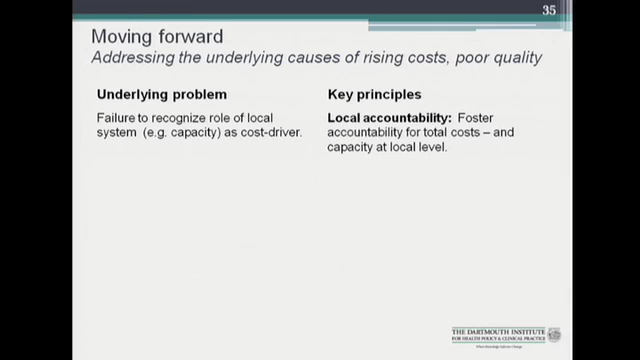 35
Moving forward
Addressing the underlying causes of rising costs, poor quality
Underlying problem
Failure to recognize role of local
system (e.g. capacity) as cost-driver.
Key principles
Local accountability: Foster
accountability for total costs – and
capacity at local level.
THE DARTMOUTH INSTITUTE
FOR HEALTH POLICY & CLINICAL PRACTICE